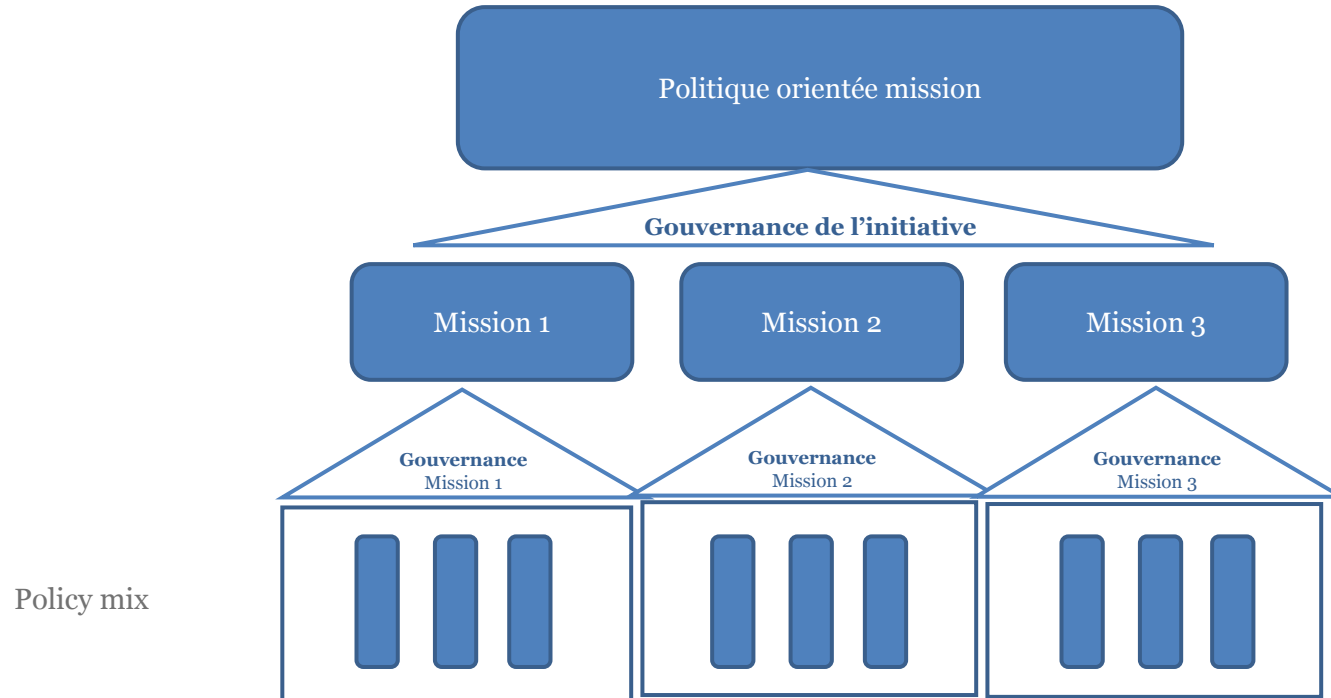 Politique orientée mission
Gouvernance de l’initiative
Mission 1
Mission 2
Mission 3
Gouvernance
Mission 1
Gouvernance
Mission 2
Gouvernance
Mission 3
Policy mix